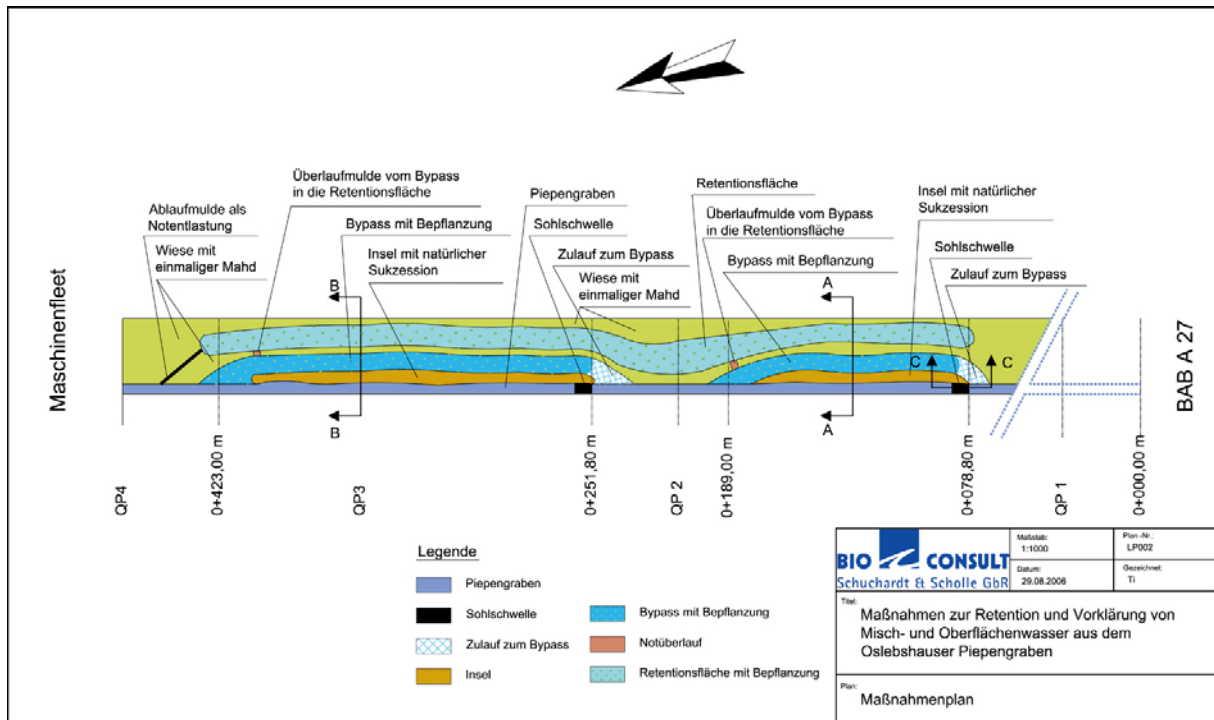 Überlaufmulde vom Bypass
in die Retentionsfläche
Piepengraben
Retentionsfläche
Insel mit natürlicher
Sukzession
Ablaufmulde als
Notentlastung
Bypass mit Bepflanzung
Sohlschwelle
Überlaufmulde vom Bypass
in die Retentionsfläche
Sohlschwelle
Wiese mit
einmaliger Mahd
Insel mit natürlicher
Sukzession
Zulauf zum Bypass
Wiese mit
einmaliger Mahd
Bypass mit Bepflanzung
Zulauf zum Bypass
B
A
C
C
B
A
Maschinenfleet
BAB A 27
QP4
0+423,00 m
QP3
0+251,80 m
QP 2
0+189,00 m
0+078,80 m
QP 1
0+000,00 m
Legende
Piepengraben
Sohlschwelle
Zulauf zum Bypass
Insel
Bypass mit Bepflanzung
Notüberlauf
Retentionsfläche mit Bepflanzung
BIO CONSULT
Schuchardt & Scholle GbR
Maßstab:
1:1000
Plan -Nr.:
LP002
Datum:
29.08.2006
Gezeichnet:
Ti
Titel:
Maßnahmen zur Retention und Vorklärung von
Misch- und Oberflächenwasser aus dem
Oslebshauser Piepengraben
Plan:
Maßnahmenplan